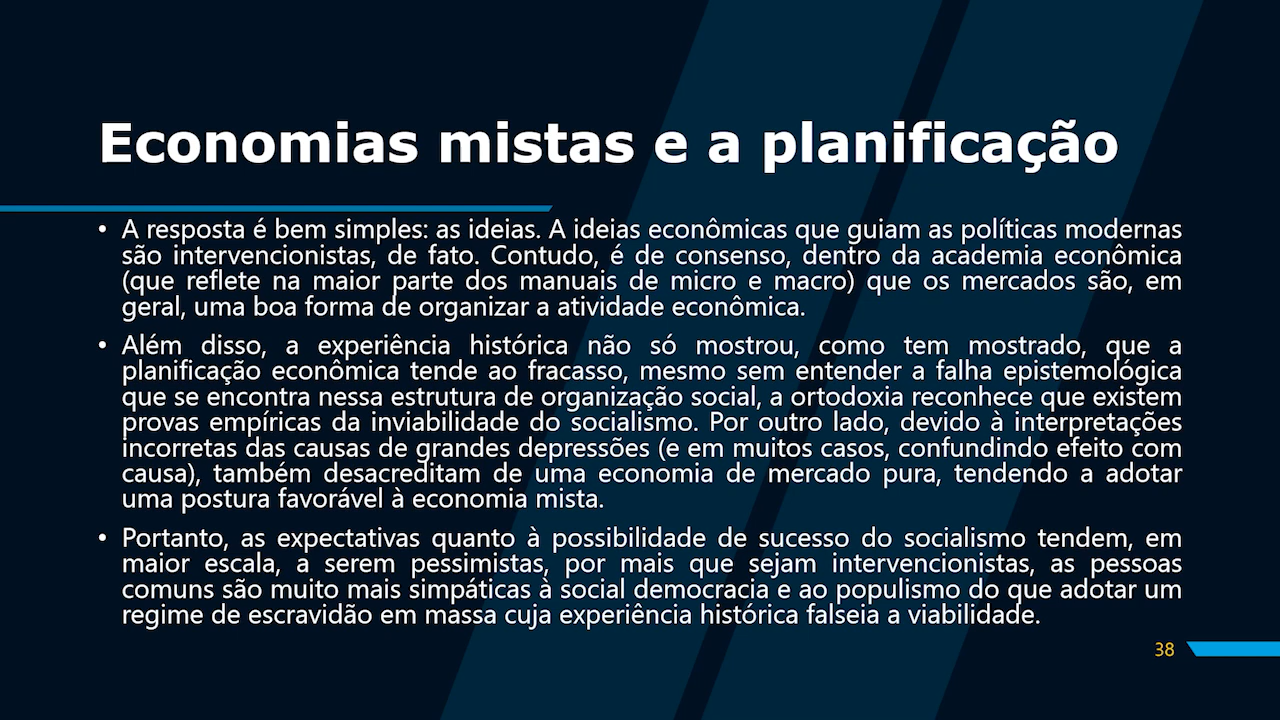 Economias mistas e a planificação
• A resposta é bem simples: as ideias. A ideias econômicas que guiam as políticas modernas
são intervencionistas, de fato. Contudo, é de consenso, dentro da academia econômica
(que reflete na maior parte dos manuais de micro e macro) que os mercados são, em
geral, uma boa forma de organizar a atividade econômica.
• Além disso, a experiência histórica não só mostrou, como tem mostrado, que a
planificação econômica tende ao fracasso, mesmo sem entender a falha epistemológica
que se encontra nessa estrutura de organização social, a ortodoxia reconhece que existem
provas empíricas da inviabilidade do socialismo. Por outro lado, devido à interpretações
incorretas das causas de grandes depressões (e em muitos casos, confundindo efeito com
causa), também desacreditam de uma economia de mercado pura, tendendo a adotar
uma postura favorável à economia mista.
• Portanto, as expectativas quanto à possibilidade de sucesso do socialismo tendem, em
maior escala, a serem pessimistas, por mais que sejam intervencionistas, as pessoas
comuns são muito mais simpáticas à social democracia e ao populismo do que adotar um
regime de escravidão em massa cuja experiência histórica falseia a viabilidade.
38